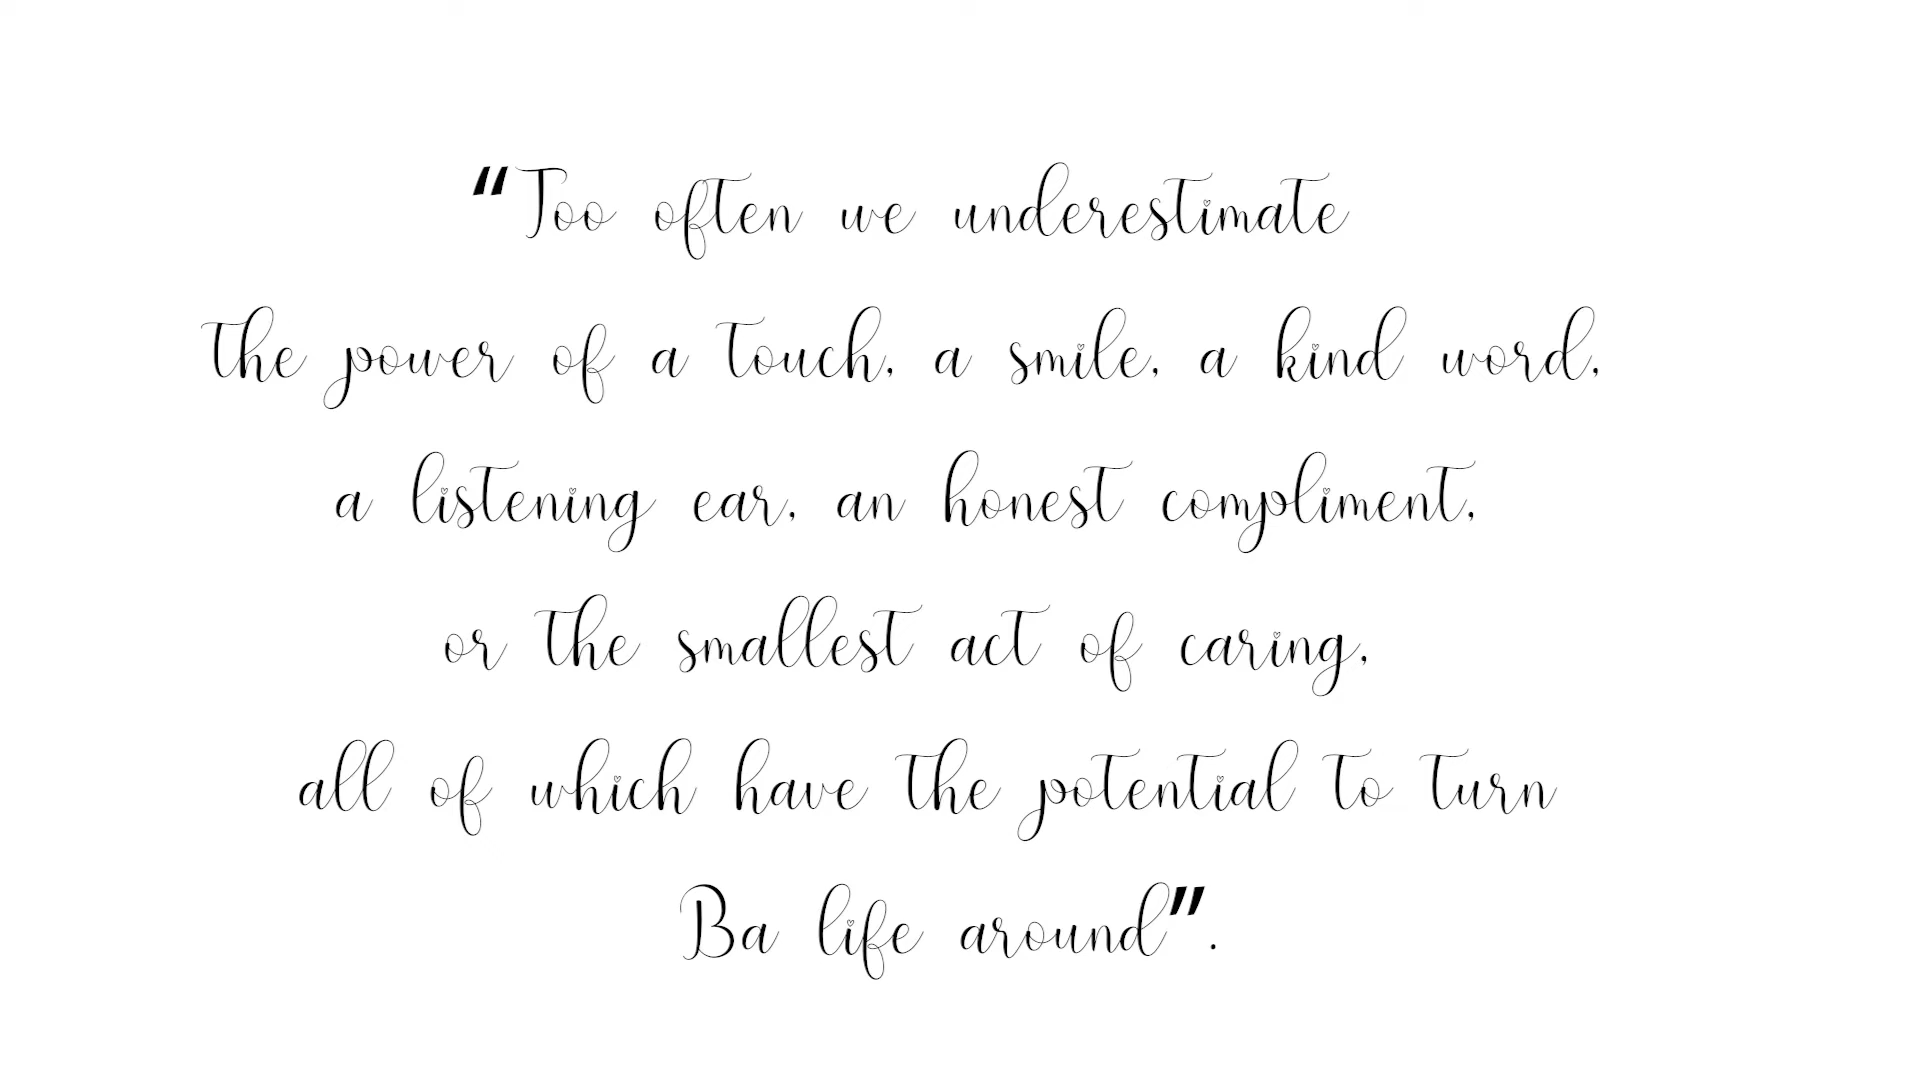 “Too often we underestimate
the power of a touch, a smile, a kind word,
a listening ear, an honest compliment,
or the smallest act of caring,
all of which have the potential to turn
Ba life around”.